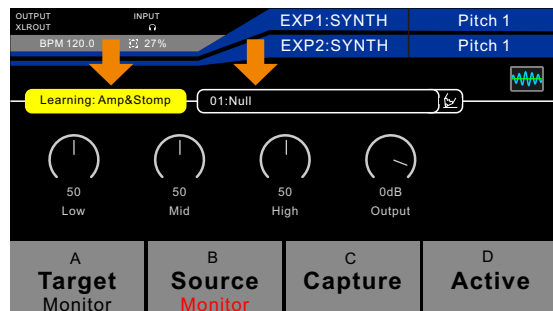 OUTPUT INPUT
XLROUT
BPM 120.0 27%
EXP1:SYNTH Pitch 1
EXP2:SYNTH Pitch 1
Learning: Amp&Stomp 01:Null
50 50 50 0dB
Low Mid High Output
A B C D
Target Source Capture Active
Monitor Monitor